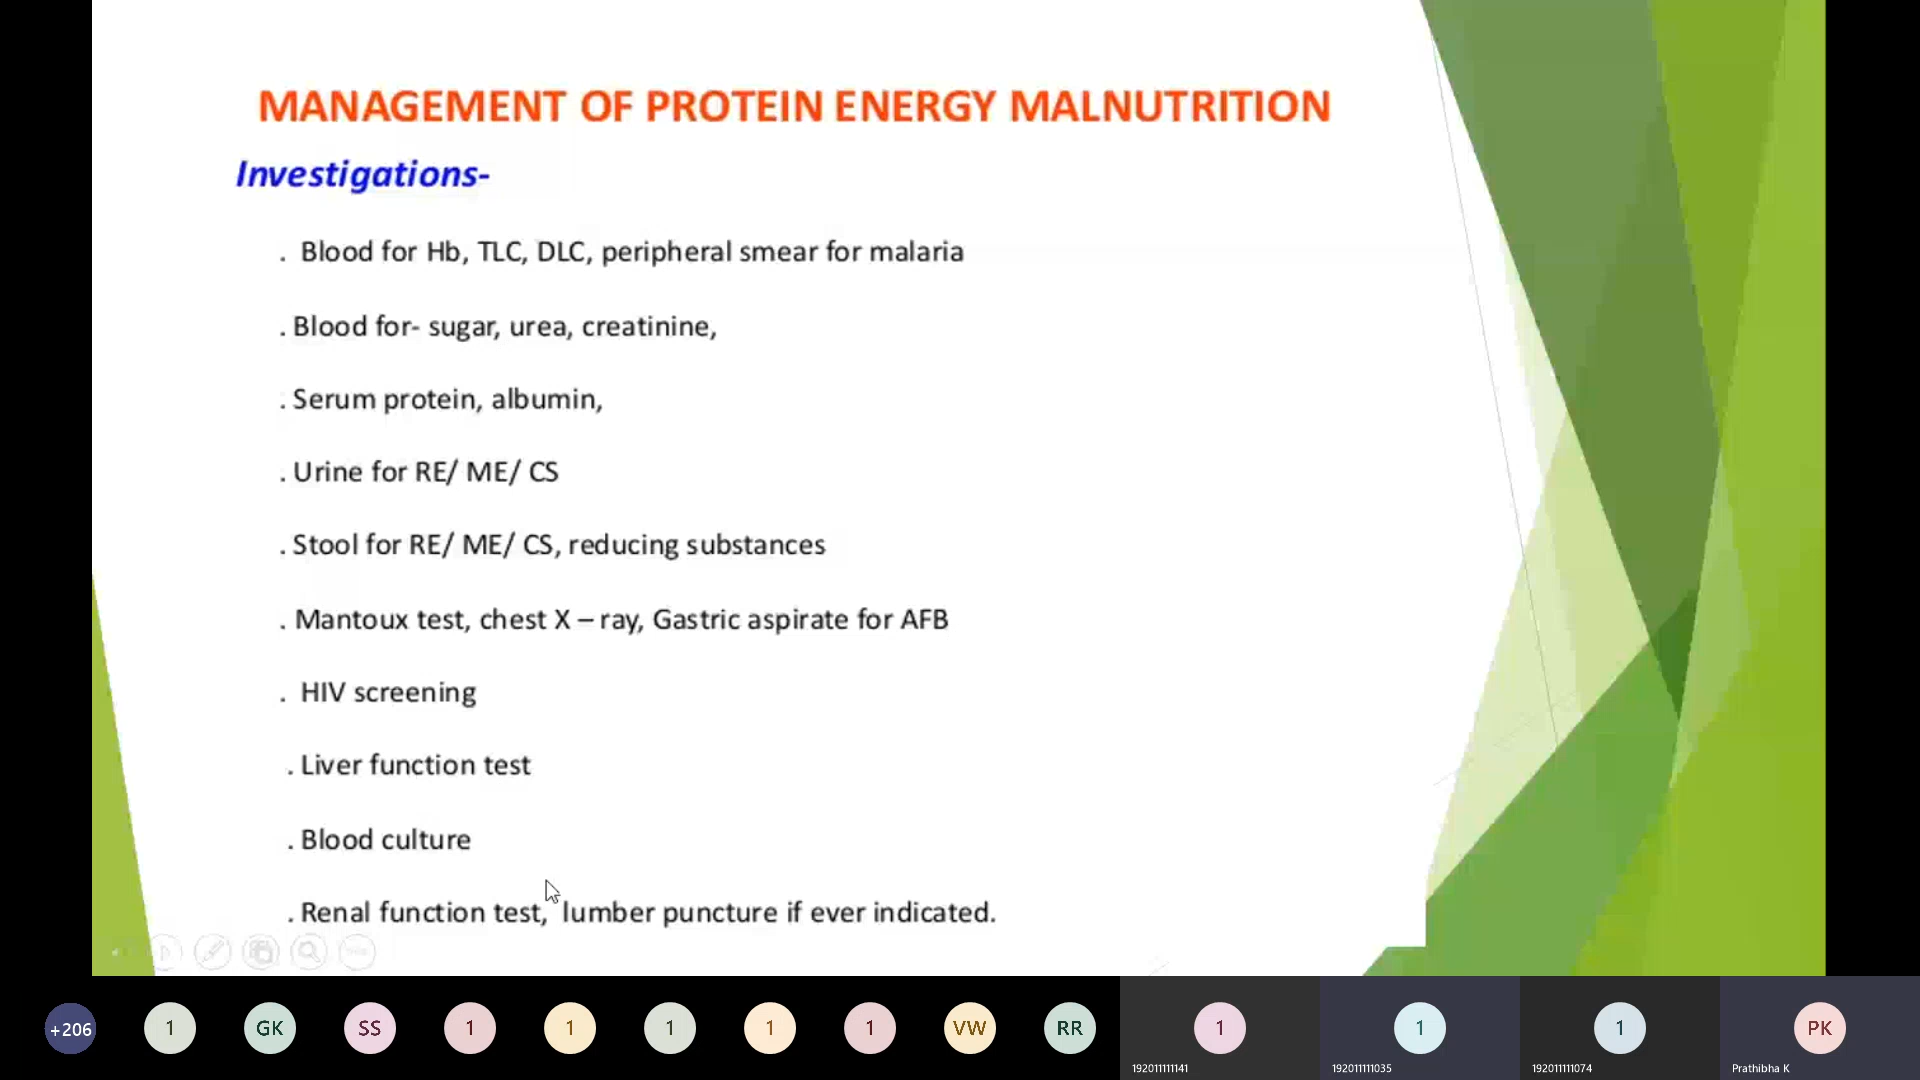 MANAGEMENT OF PROTEIN ENERGY MALNUTRITION
Investigations-
. Blood for Hb, TLC, DLC, peripheral smear for malaria
. Blood for- sugar, urea, creatinine,
. Serum protein, albumin,
. Urine for RE/ ME/ CS
. Stool for RE/ ME/ CS, reducing substances
. Mantoux test, chest X – ray, Gastric aspirate for AFB
. HIV screening
. Liver function test
. Blood culture
. Renal function test, lumber puncture if ever indicated.
+206 1 GK SS 1 1 1 1 1 VW RR 1 1 1 PK
192011111141 192011111035 192011111074 Prathibha K